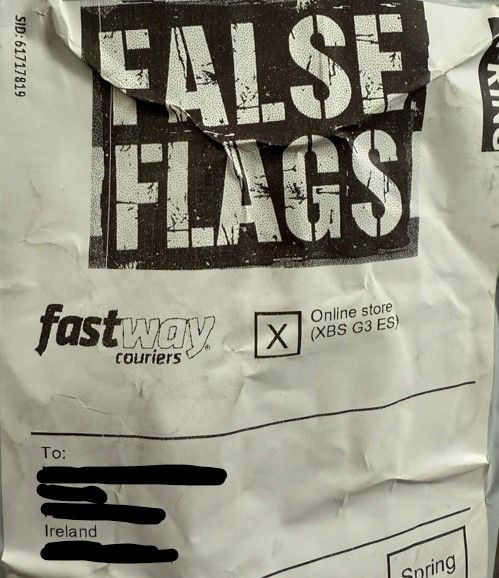 SID: 61717819
FALSE
FLAGS
fastway
couriers
X
Online store
(XBS G3 ES)
To:
Ireland
Spring